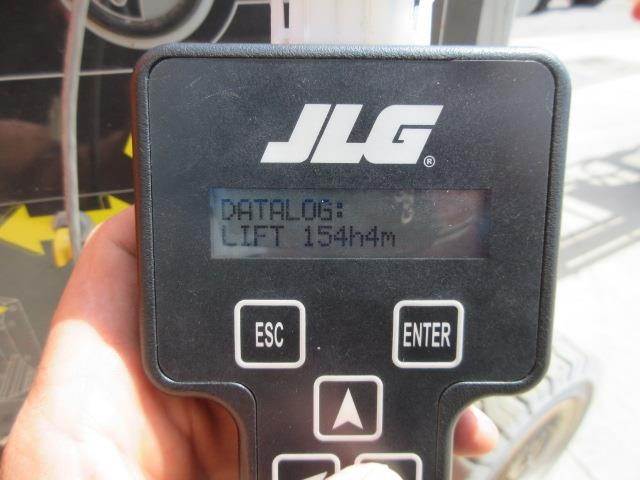 JLG®
DATALOG:
LIFT 154h4m
ESC
ENTER